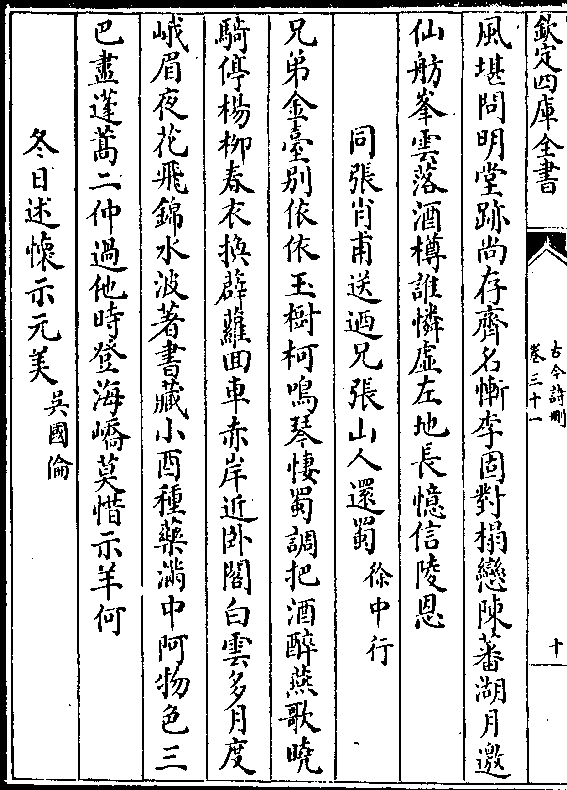 欽定四庫全書
古今詩刪
卷三十一
十
風堪問明堂跡尚存齊名慚李固對榻戀陳蕃湖月邀
仙舫峯雲落酒樽誰憐虛左地長憶信陵恩
同張肖甫送迺兄張山人還蜀
徐中行
兄弟金臺別依依玉樹柯鳴琴悽蜀調把酒醉燕歌曉
騎停楊柳春衣換薜蘿回車赤岸近卧閣白雲多月度
峨眉夜花飛錦水波著書藏小酉種藥滿中阿物色三
巴盡蓬蒿二仲過他時登海嶠莫惜示羊何
冬日述懷示元美
吳國倫